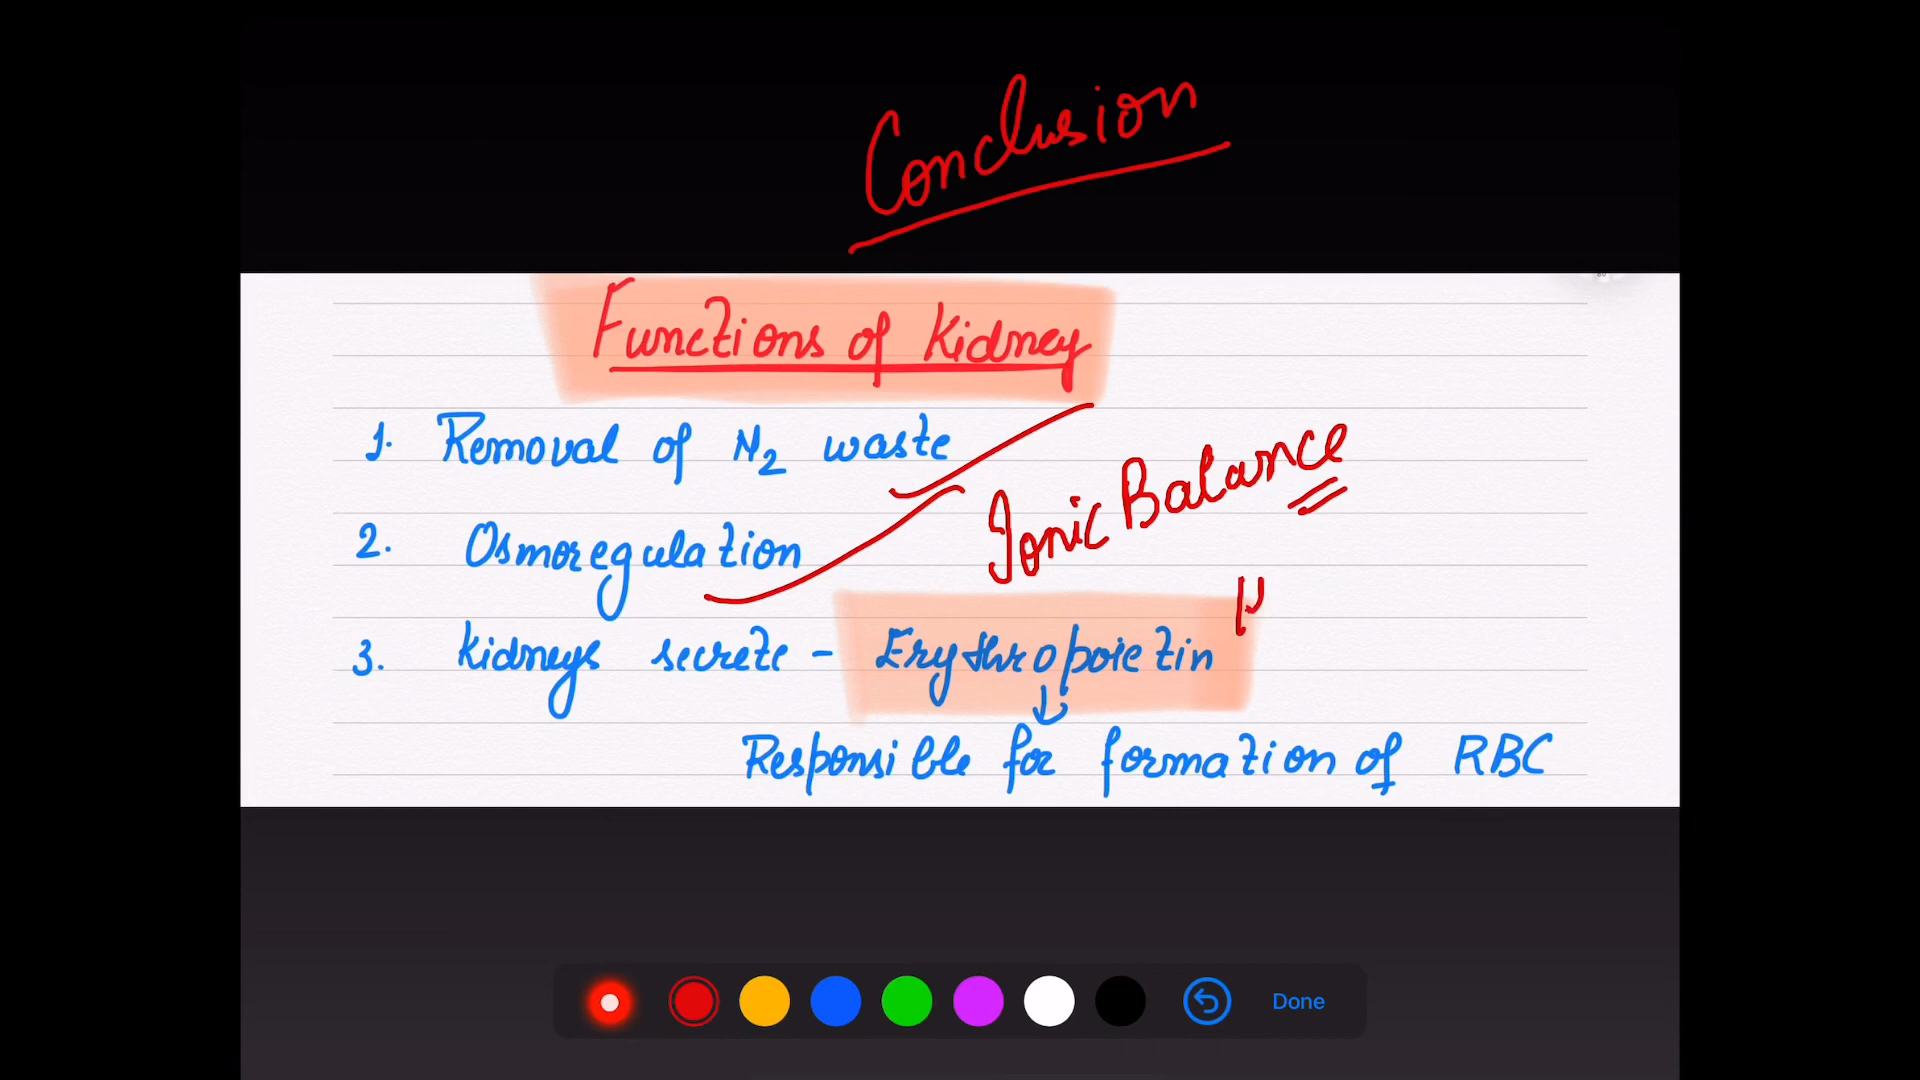 Conclusion
Functions of Kidney
1. Removal of N2 waste
Ionic Balance
2. Osmoregulation
3. Kidneys secrete - Erythropoietin
↓
Responsible for formation of RBC
Done